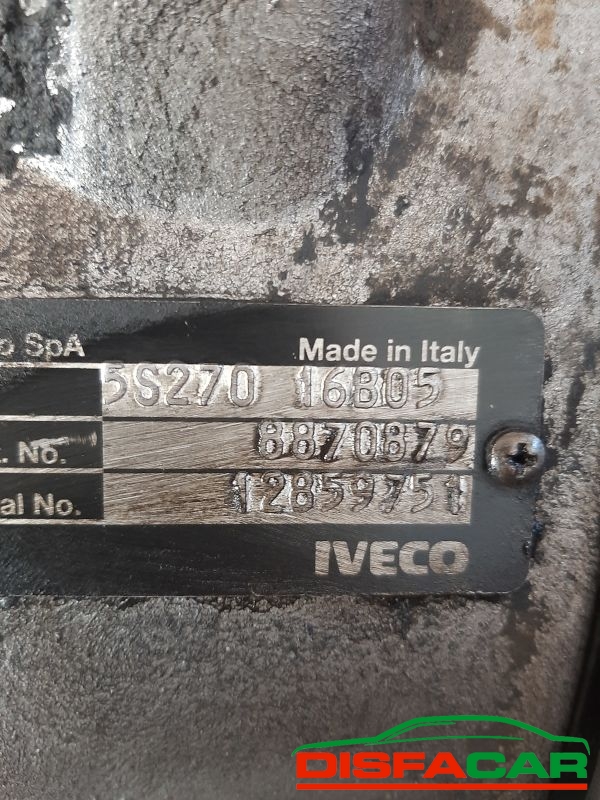 o SpA Made in Italy
5S270 16B05
. No. 8870879
al No. 12859751
IVECO
DISFACAR